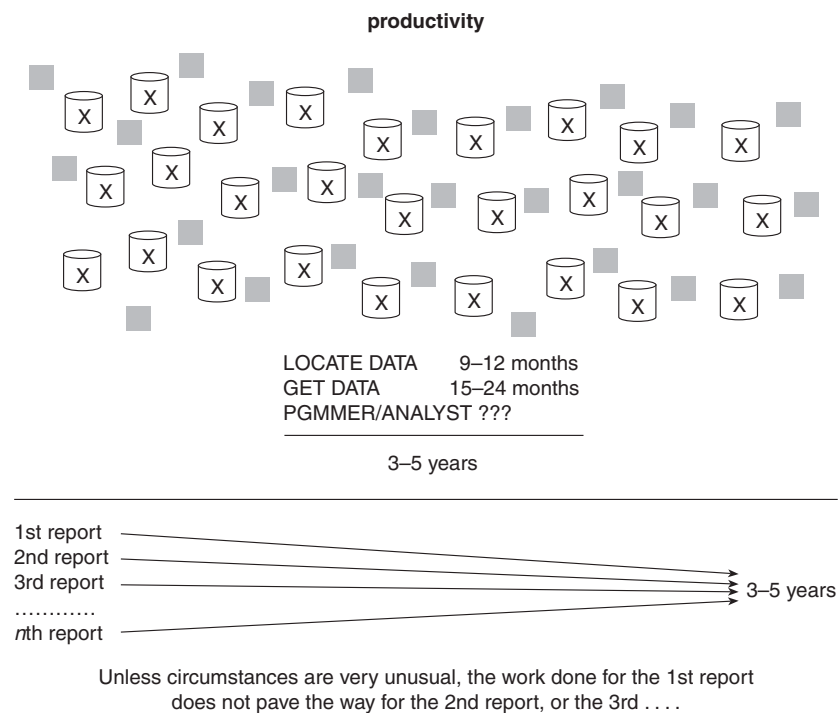 productivity
X X X X X X X X X
X X X X X X X X X
X X X X X X X X X
LOCATE DATA 9–12 months
GET DATA 15–24 months
PGMMER/ANALYST ???
3–5 years
1st report
2nd report
3rd report
............
nth report
3–5 years
Unless circumstances are very unusual, the work done for the 1st report
does not pave the way for the 2nd report, or the 3rd . . . .